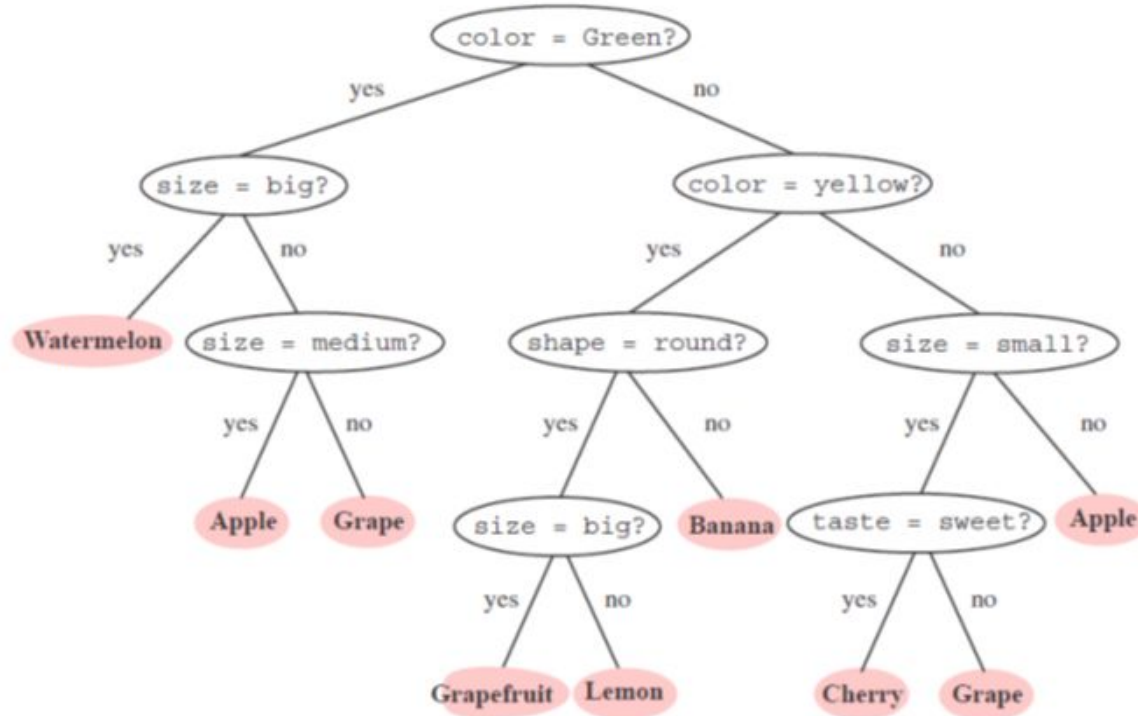 color = Green?
yes
no
size = big?
color = yellow?
yes
no
yes
no
Watermelon
size = medium?
shape = round?
size = small?
yes
no
yes
no
yes
no
Apple
Grape
size = big?
Banana
taste = sweet?
Apple
yes
no
yes
no
Grapefruit
Lemon
Cherry
Grape